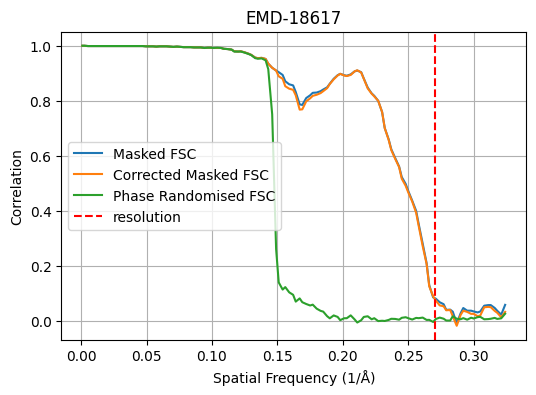 EMD-18617
1.0
0.8
0.6
0.4
0.2
0.0
Correlation
Masked FSC
Corrected Masked FSC
Phase Randomised FSC
resolution
0.00 0.05 0.10 0.15 0.20 0.25 0.30
Spatial Frequency (1/Å)